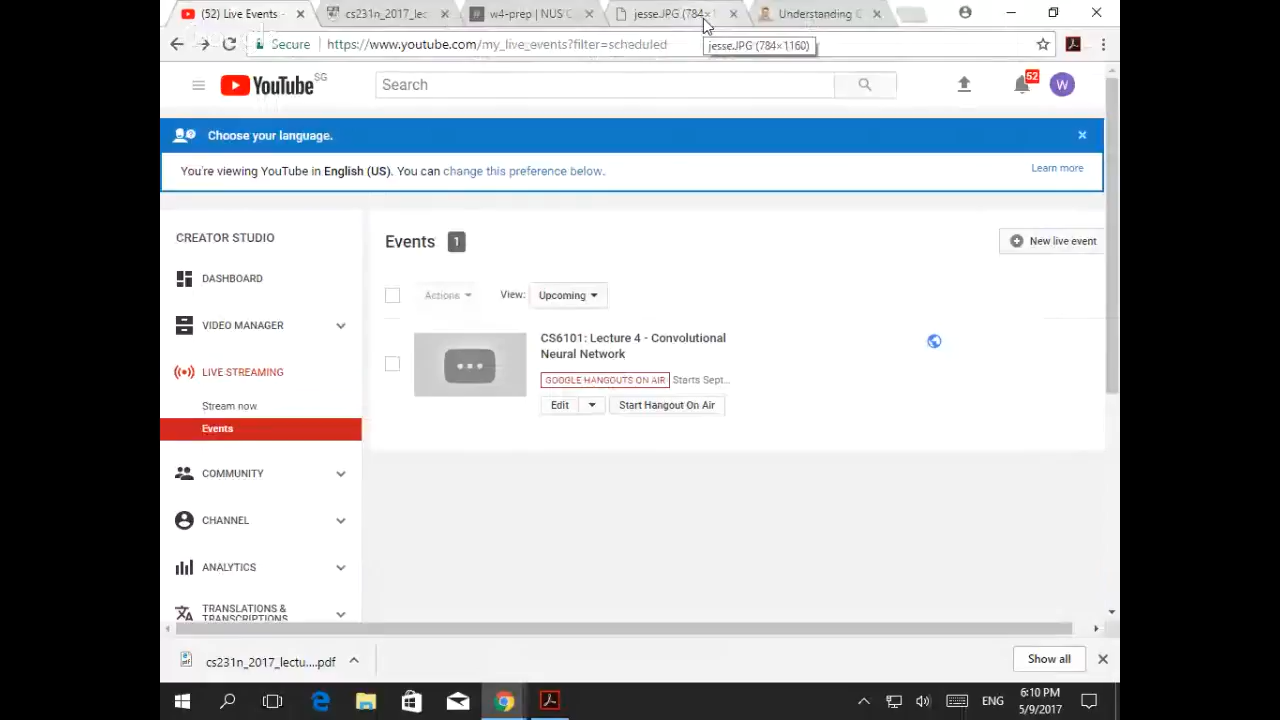 (52) Live Events -
cs231n_2017_lec
w4-prep | NUS'C
jesse.JPG (784×1
Understanding C
Secure
https://www.youtube.com/my_live_events?filter=scheduled
jesse.JPG (784×1160)
YouTube SG
Search
52
W
Choose your language.
You're viewing YouTube in English (US). You can change this preference below.
Learn more
CREATOR STUDIO
DASHBOARD
VIDEO MANAGER
LIVE STREAMING
Stream now
Events
COMMUNITY
CHANNEL
ANALYTICS
TRANSLATIONS &
TRANSCRIPTIONS
Events 1
New live event
Actions
View:
Upcoming
CS6101: Lecture 4 - Convolutional
Neural Network
GOOGLE HANGOUTS ON AIR Starts Sept...
Edit
Start Hangout On Air
cs231n_2017_lectu....pdf
Show all
ENG
6:10 PM
5/9/2017